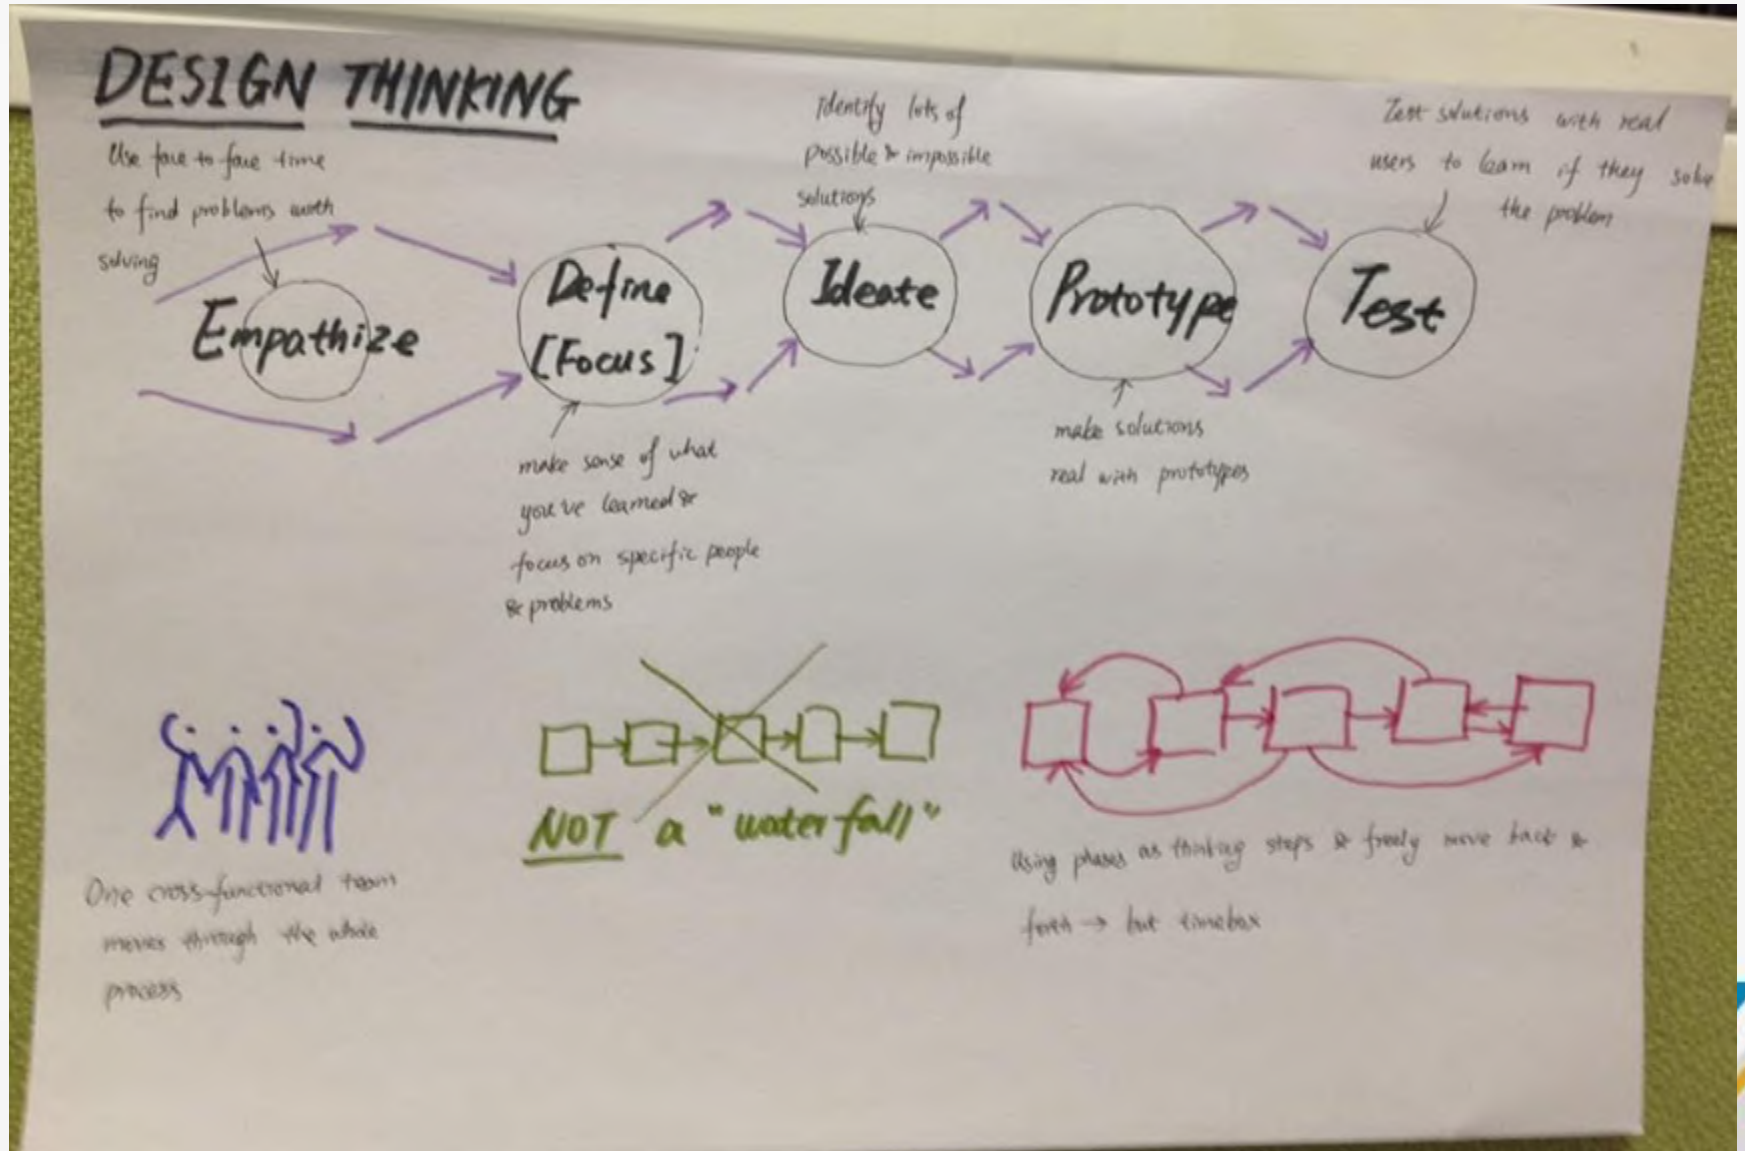 DESIGN THINKING
Use face to face time
to find problems worth
solving
Empathize
Define
[Focus]
make sense of what
you've learned &
focus on specific people
& problems
Identify lots of
possible & impossible
solutions
Ideate
Prototype
make solutions
real with prototypes
Test solutions with real
users to learn if they solve
the problem
Test
One cross-functional team
moves through the whole
process
NOT a "waterfall"
Using phases as thinking steps & freely move back &
forth → but timebox